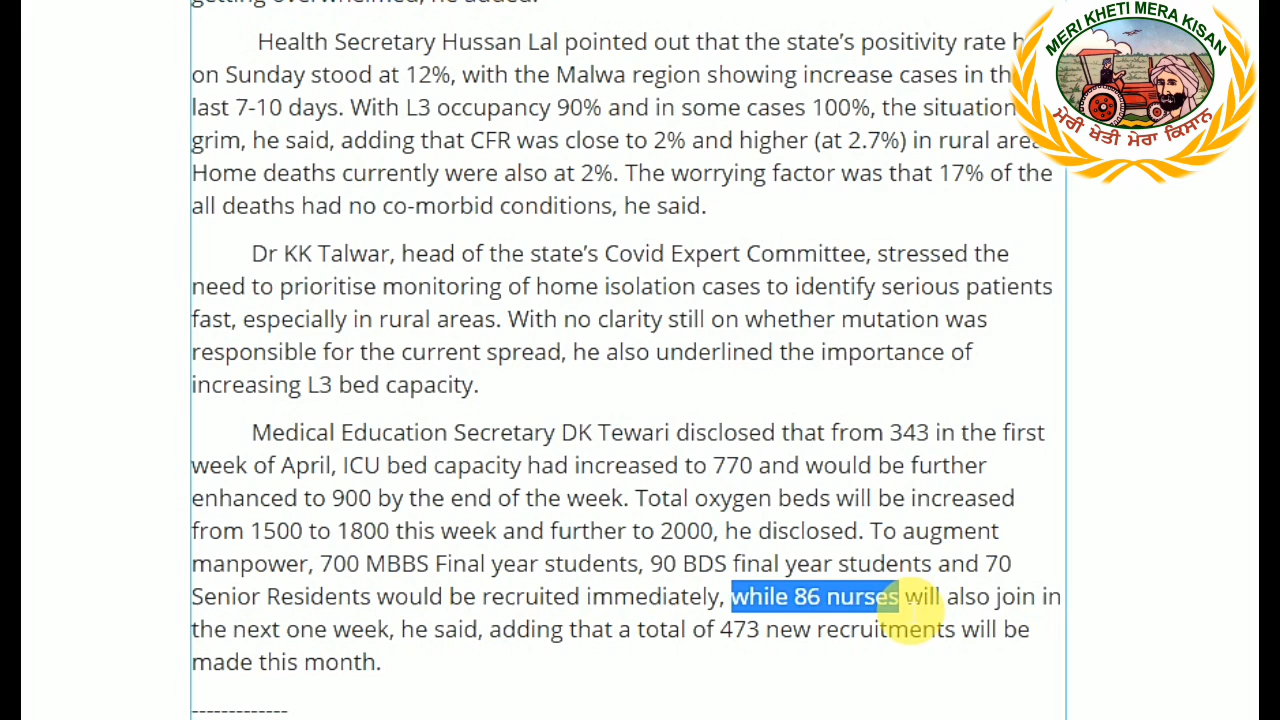 getting overwhelmed, he added.
Health Secretary Hussan Lal pointed out that the state's positivity rate
on Sunday stood at 12%, with the Malwa region showing increase cases in
last 7-10 days. With L3 occupancy 90% and in some cases 100%, the situation
grim, he said, adding that CFR was close to 2% and higher (at 2.7%) in rural
Home deaths currently were also at 2%. The worrying factor was that 17% of the
all deaths had no co-morbid conditions, he said.
Dr KK Talwar, head of the state's Covid Expert Committee, stressed the
need to prioritise monitoring of home isolation cases to identify serious patients
fast, especially in rural areas. With no clarity still on whether mutation was
responsible for the current spread, he also underlined the importance of
increasing L3 bed capacity.
Medical Education Secretary DK Tewari disclosed that from 343 in the first
week of April, ICU bed capacity had increased to 770 and would be further
enhanced to 900 by the end of the week. Total oxygen beds will be increased
from 1500 to 1800 this week and further to 2000, he disclosed. To augment
manpower, 700 MBBS Final year students, 90 BDS final year students and 70
Senior Residents would be recruited immediately, while 86 nurses will also join in
the next one week, he said, adding that a total of 473 new recruitments will be
made this month.
-------------
MERI KHETI MERA KISAN
ਮੇਰੀ ਖੇਤੀ ਮੇਰਾ ਕਿਸਾਨ